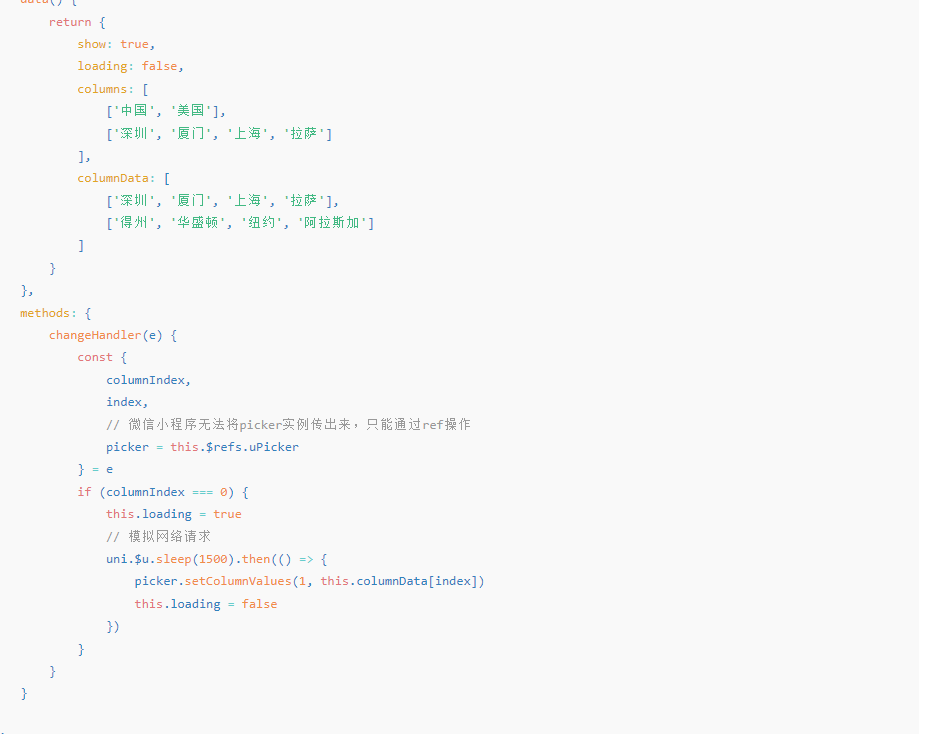 data() {
return {
show: true,
loading: false,
columns: [
['中国', '美国'],
['深圳', '厦门', '上海', '拉萨']
],
columnData: [
['深圳', '厦门', '上海', '拉萨'],
['得州', '华盛顿', '纽约', '阿拉斯加']
]
}
},
methods: {
changeHandler(e) {
const {
columnIndex,
index,
// 微信小程序无法将picker实例传出来，只能通过ref操作
picker = this.$refs.uPicker
} = e
if (columnIndex === 0) {
this.loading = true
// 模拟网络请求
uni.$u.sleep(1500).then(() => {
picker.setColumnValues(1, this.columnData[index])
this.loading = false
})
}
}
}